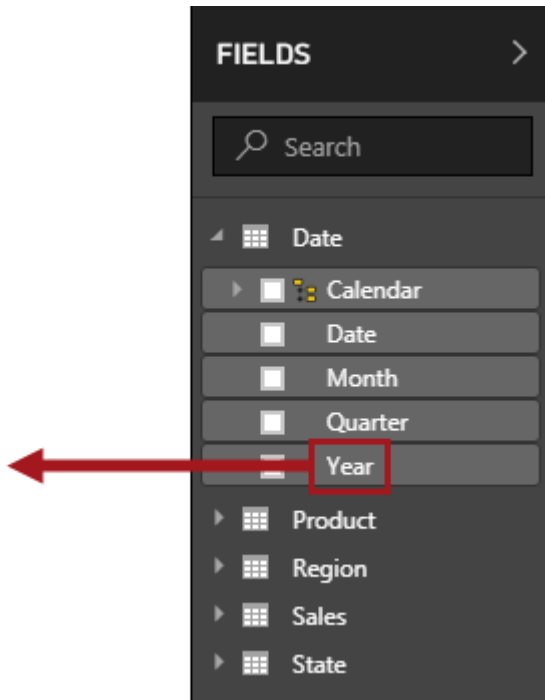 FIELDS
Search
Date
Calendar
Date
Month
Quarter
Year
Product
Region
Sales
State